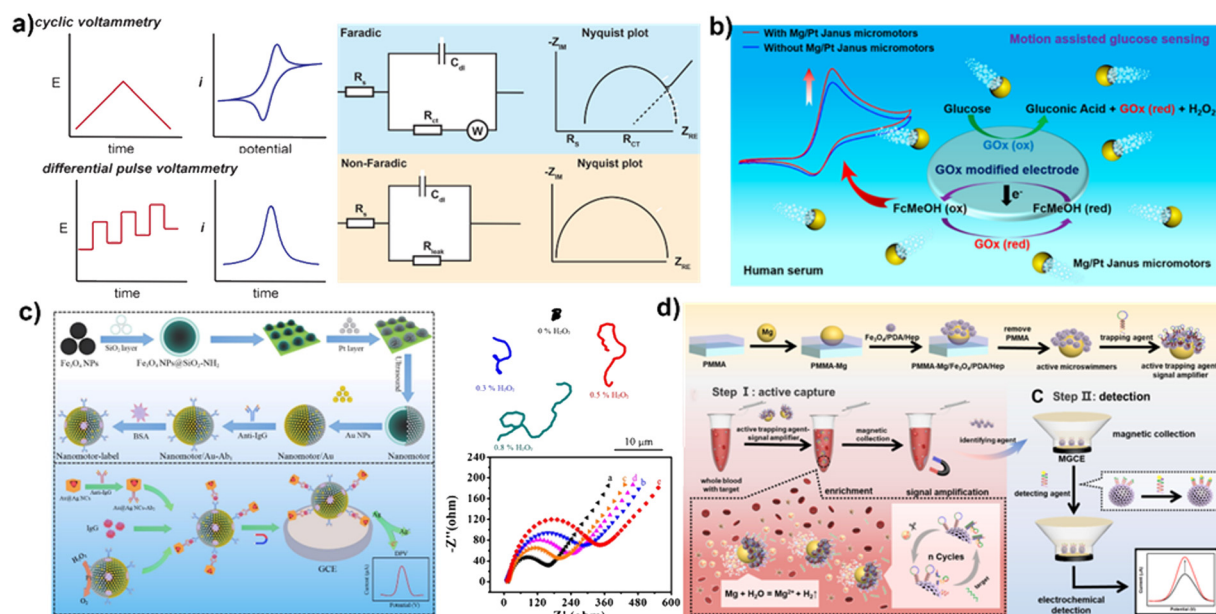 a)
cyclic voltammetry
E
time
i
potential
differential pulse voltammetry
E
time
i
time
Faradic
Rs
Cdl
Rct
W
Nyquist plot
-ZIM
RS
RCT
ZRE
Non-Faradic
Rs
Cdl
Rleak
Nyquist plot
-ZIM
ZRE
b)
With Mg/Pt Janus micromotors
Without Mg/Pt Janus micromotors
Motion assisted glucose sensing
Glucose
Gluconic Acid + GOx (red) + H2O2
GOx (ox)
GOx modified electrode
e-
FcMeOH (ox)
FcMeOH (red)
GOx (red)
Human serum
Mg/Pt Janus micromotors
c)
SiO2 layer
Pt layer
Fe3O4 NPs
Fe3O4 NPs@SiO2-NH2
Ultrasound
BSA
Anti-IgG
Au NPs
Nanomotor-label
Nanomotor/Au-Ab1
Nanomotor/Au
Nanomotor
Anti-IgG
Au@Ag NCs
Au@Ag NCs-Ab2
IgG
H2O2
O2
GCE
Ag
Ag+
DPV
Current (μA)
Potential (V)
0 % H2O2
0.3 % H2O2
0.5 % H2O2
0.8 % H2O2
10 μm
-Z''(ohm)
240
200
160
120
80
40
0
a
c
d
b
e
0
120
240
360
480
600
d)
Mg
Fe3O4/PDA/Hep
remove
PMMA
trapping agent
PMMA
PMMA-Mg
PMMA-Mg/Fe3O4/PDA/Hep
active microswimmers
active trapping agent-
signal amplifier
Step I: active capture
active trapping agent-
signal amplifier
magnetic
collection
identifying agent
whole blood
with target
enrichment
signal amplification
n Cycles
target
Mg + H2O = Mg2+ + H2↑
C Step II: detection
magnetic collection
MGCE
detecting agent
electrochemical
detection
Current (μA)